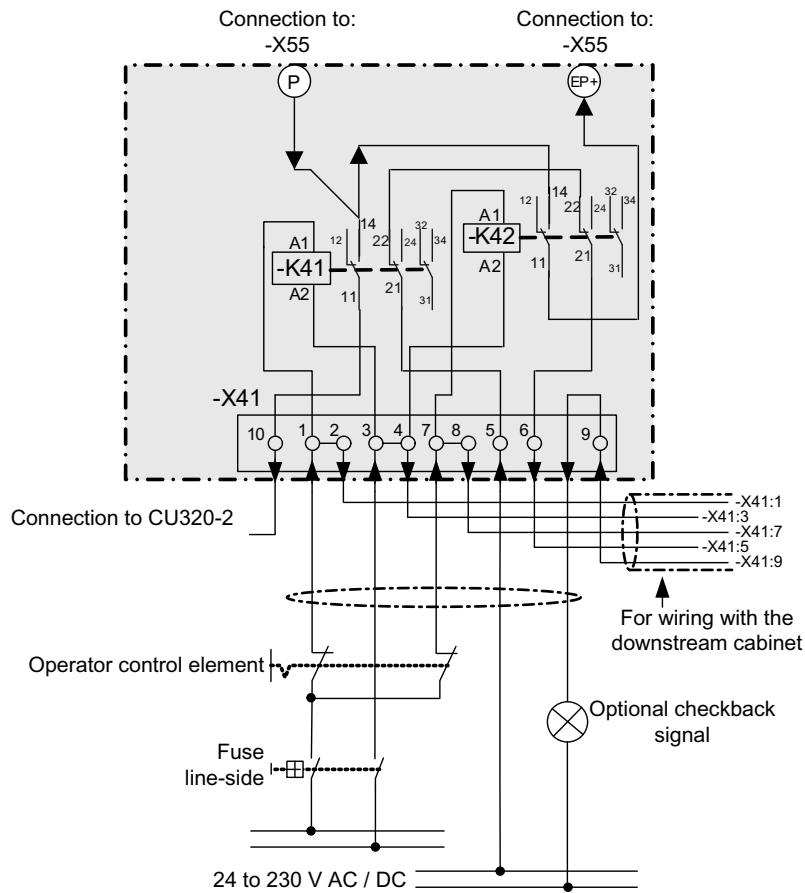 Connection to:
-X55
Connection to:
-X55
P
EP+
14
12
22
24
32
34
A1
-K41
A2
11
21
31
14
12
22
24
32
34
A1
-K42
A2
11
21
31
-X41
10 1 2 3 4 7 8 5 6 9
Connection to CU320-2
-X41:1
-X41:3
-X41:7
-X41:5
-X41:9
For wiring with the
downstream cabinet
Operator control element
Optional checkback
signal
Fuse
line-side
24 to 230 V AC / DC